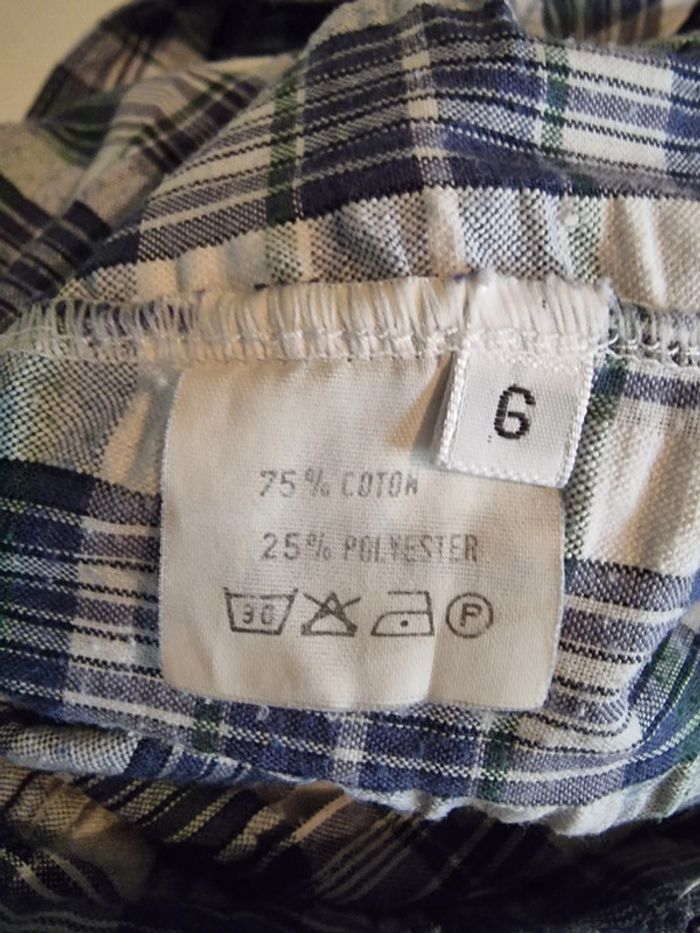 6
75% COTON
25% POLYESTER
30 P